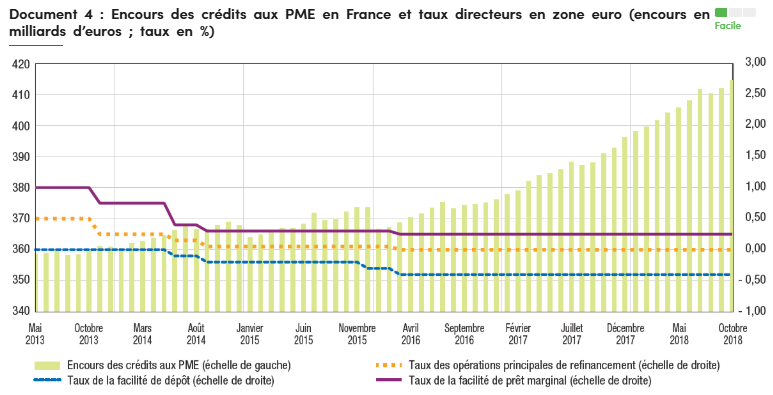 Document 4 : Encours des crédits aux PME en France et taux directeurs en zone euro (encours en
milliards d'euros ; taux en %)
Facile
420
410
400
390
380
370
360
350
340
3,00
2,50
2,00
1,50
1,00
0,50
0,00
0,50
- 0,50
- 1,00
Mai Octobre Mars Août Janvier Juin Novembre Avril Septembre Février Juillet Décembre Mai Octobre
2013 2013 2014 2014 2015 2015 2015 2016 2016 2017 2017 2017 2018 2018
Encours des crédits aux PME (échelle de gauche)
Taux des opérations principales de refinancement (échelle de droite)
Taux de la facilité de dépôt (échelle de droite)
Taux de la facilité de prêt marginal (échelle de droite)